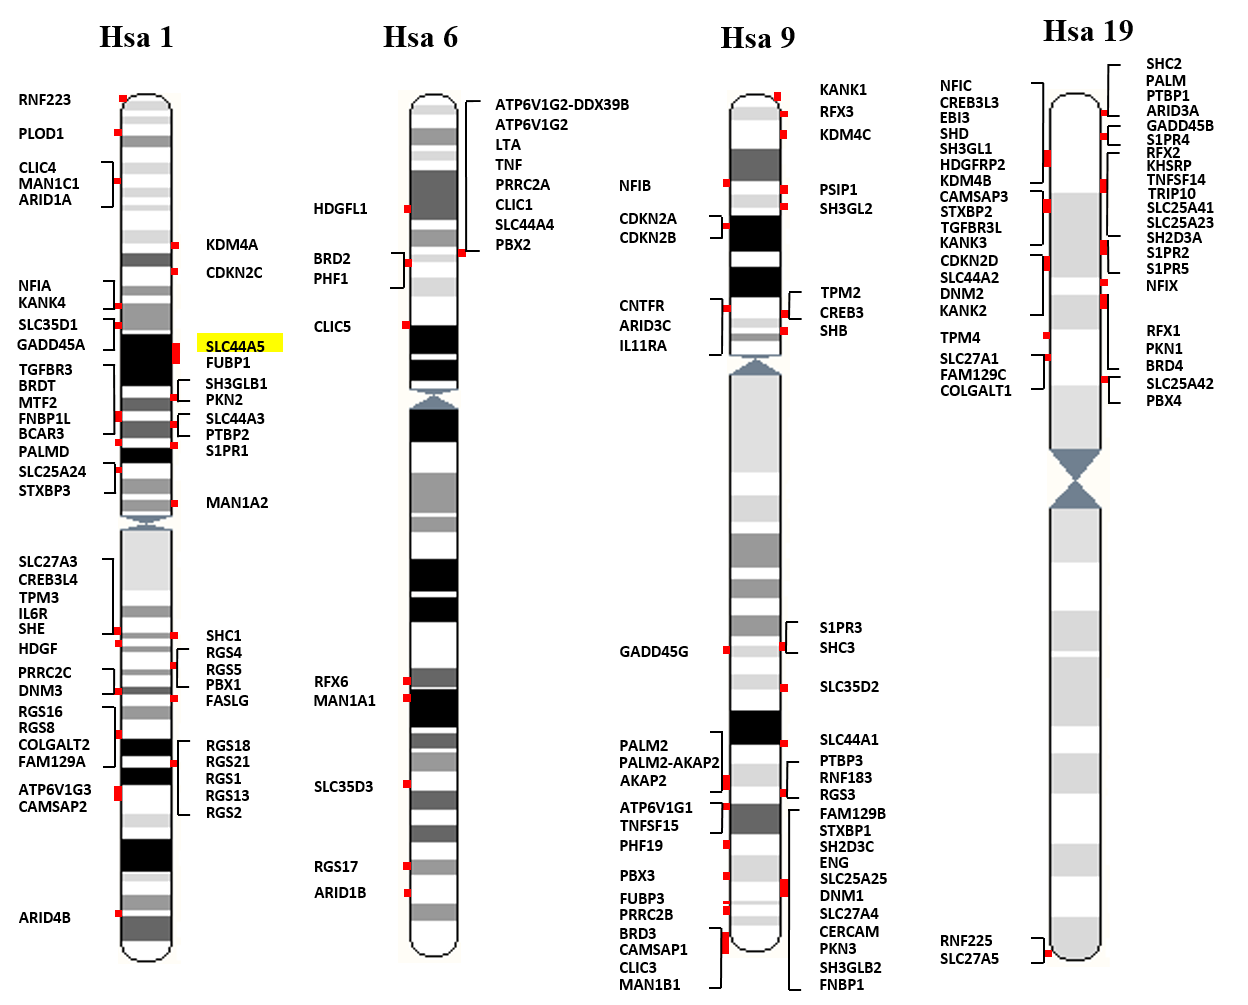 Hsa 1
RNF223
PLOD1
CLIC4
MAN1C1
ARID1A
NFIA
KANK4
SLC35D1
GADD45A
TGFBR3
BRDT
MTF2
FNBP1L
BCAR3
PALMD
SLC25A24
STXBP3
SLC27A3
CREB3L4
TPM3
IL6R
SHE
HDGF
PRRC2C
DNM3
RGS16
RGS8
COLGALT2
FAM129A
ATP6V1G3
CAMSAP2
ARID4B
KDM4A
CDKN2C
SLC44A5
FUBP1
SH3GLB1
PKN2
SLC44A3
PTBP2
S1PR1
MAN1A2
SHC1
RGS4
RGS5
PBX1
FASLG
RGS18
RGS21
RGS1
RGS13
RGS2
Hsa 6
HDGFL1
BRD2
PHF1
CLIC5
RFX6
MAN1A1
SLC35D3
RGS17
ARID1B
ATP6V1G2-DDX39B
ATP6V1G2
LTA
TNF
PRRC2A
CLIC1
SLC44A4
PBX2
Hsa 9
NFIB
CDKN2A
CDKN2B
CNTFR
ARID3C
IL11RA
GADD45G
PALM2
PALM2-AKAP2
AKAP2
ATP6V1G1
TNFSF15
PHF19
PBX3
FUBP3
PRRC2B
BRD3
CAMSAP1
CLIC3
MAN1B1
KANK1
RFX3
KDM4C
PSIP1
SH3GL2
TPM2
CREB3
SHB
S1PR3
SHC3
SLC35D2
SLC44A1
PTBP3
RNF183
RGS3
FAM129B
STXBP1
SH2D3C
ENG
SLC25A25
DNM1
SLC27A4
CERCAM
PKN3
SH3GLB2
FNBP1
Hsa 19
NFIC
CREB3L3
EBI3
SHD
SH3GL1
HDGFRP2
KDM4B
CAMSAP3
STXBP2
TGFBR3L
KANK3
CDKN2D
SLC44A2
DNM2
KANK2
TPM4
SLC27A1
FAM129C
COLGALT1
RNF225
SLC27A5
SHC2
PALM
PTBP1
ARID3A
GADD45B
S1PR4
RFX2
KHSRP
TNFSF14
TRIP10
SLC25A41
SLC25A23
SH2D3A
S1PR2
S1PR5
NFIX
RFX1
PKN1
BRD4
SLC25A42
PBX4